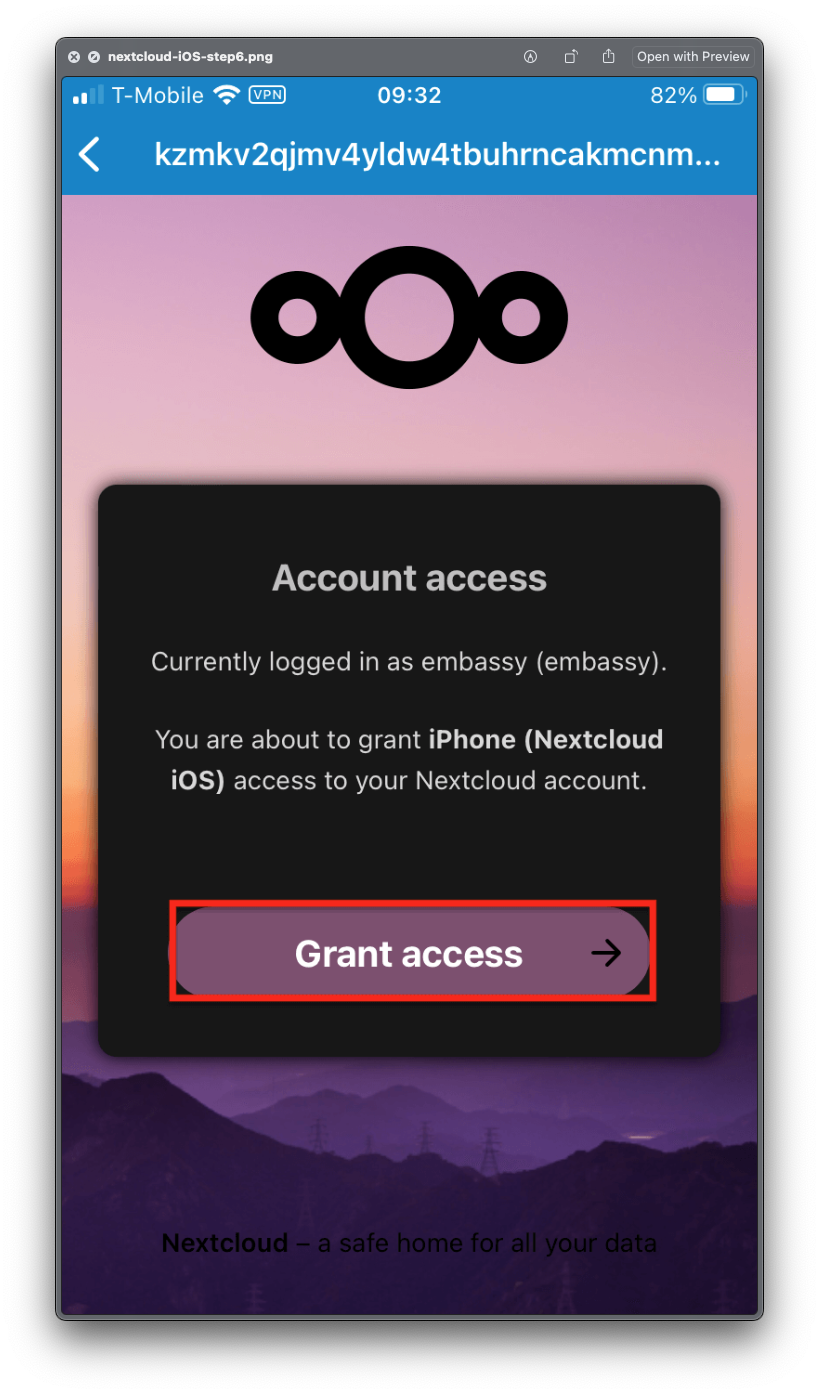 nextcloud-iOS-step6.png Open with Preview
T-Mobile VPN 09:32 82%
kzmkv2qjmv4yldw4tbuhrncakmcnm...
Account access
Currently logged in as embassy (embassy).
You are about to grant iPhone (Nextcloud
iOS) access to your Nextcloud account.
Grant access
Nextcloud – a safe home for all your data